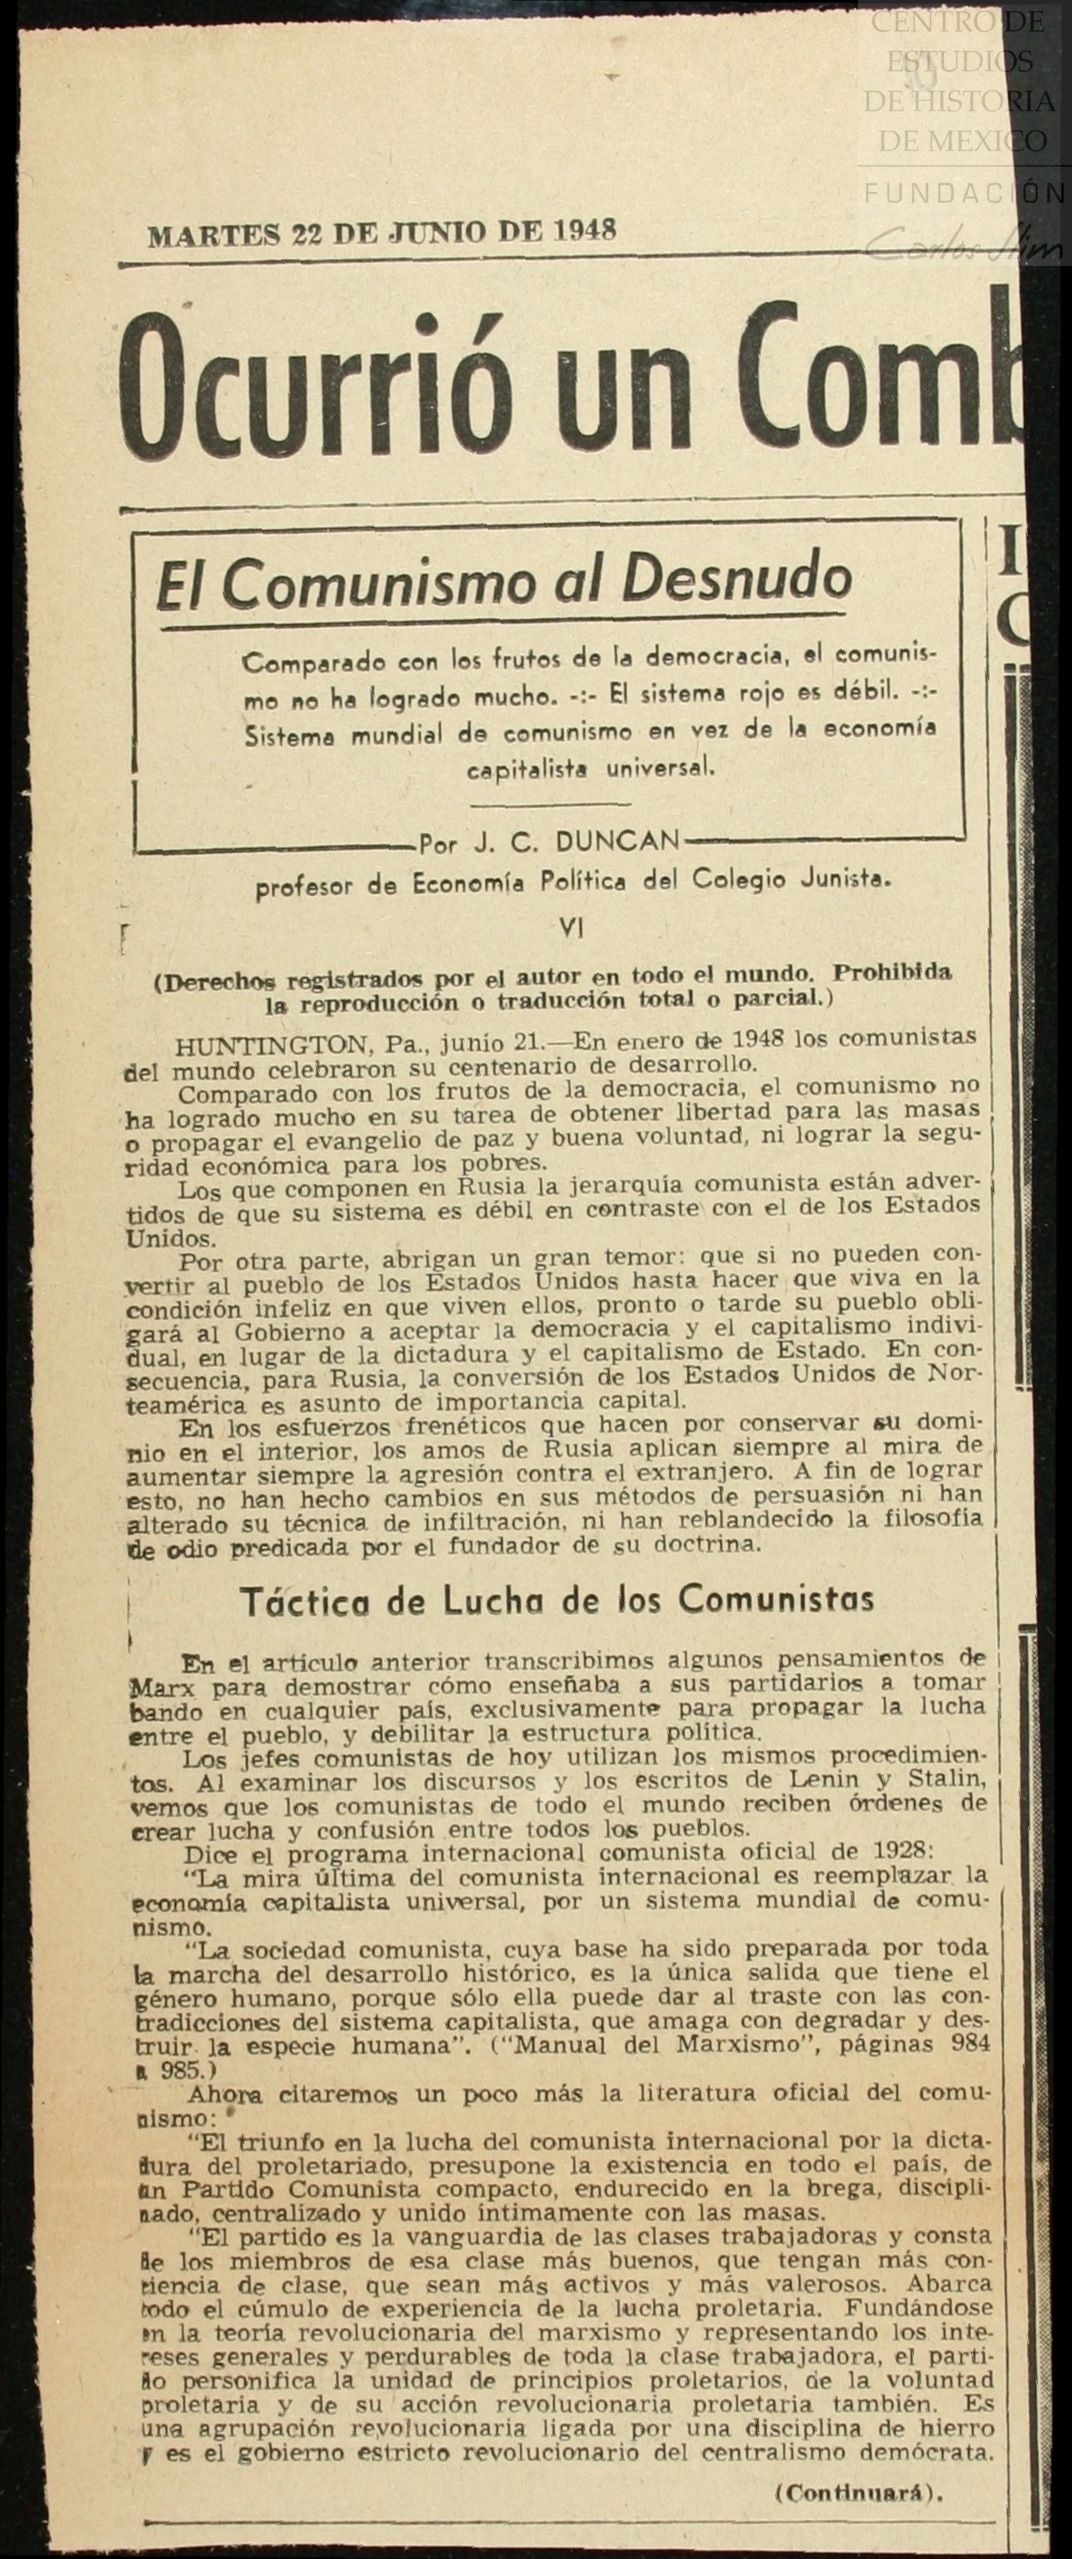 CENTRO DE
ESTUDIOS
DE HISTORIA
DE MEXICO
FUNDACIÓN
Carlos Slim
MARTES 22 DE JUNIO DE 1948
Ocurrió un Comb
El Comunismo al Desnudo
Comparado con los frutos de la democracia, el comunis-
mo no ha logrado mucho. -:- El sistema rojo es débil. -:-
Sistema mundial de comunismo en vez de la economía
capitalista universal.
Por J. C. DUNCAN
profesor de Economía Política del Colegio Junista.
VI
(Derechos registrados por el autor en todo el mundo. Prohibida
la reproducción o traducción total o parcial.)
HUNTINGTON, Pa., junio 21.—En enero de 1948 los comunistas
del mundo celebraron su centenario de desarrollo.
Comparado con los frutos de la democracia, el comunismo no
ha logrado mucho en su tarea de obtener libertad para las masas
o propagar el evangelio de paz y buena voluntad, ni lograr la segu-
ridad económica para los pobres.
Los que componen en Rusia la jerarquía comunista están adver-
tidos de que su sistema es débil en contraste con el de los Estados
Unidos.
Por otra parte, abrigan un gran temor: que si no pueden con-
vertir al pueblo de los Estados Unidos hasta hacer que viva en la
condición infeliz en que viven ellos, pronto o tarde su pueblo obli-
gará al Gobierno a aceptar la democracia y el capitalismo indivi-
dual, en lugar de la dictadura y el capitalismo de Estado. En con-
secuencia, para Rusia, la conversión de los Estados Unidos de Nor-
teamérica es asunto de importancia capital.
En los esfuerzos frenéticos que hacen por conservar su domi-
nio en el interior, los amos de Rusia aplican siempre al mira de
aumentar siempre la agresión contra el extranjero. A fin de lograr
esto, no han hecho cambios en sus métodos de persuasión ni han
alterado su técnica de infiltración, ni han reblandecido la filosofía
de odio predicada por el fundador de su doctrina.
Táctica de Lucha de los Comunistas
En el artículo anterior transcribimos algunos pensamientos de
Marx para demostrar cómo enseñaba a sus partidarios a tomar
bando en cualquier país, exclusivamente para propagar la lucha
entre el pueblo, y debilitar la estructura política.
Los jefes comunistas de hoy utilizan los mismos procedimien-
tos. Al examinar los discursos y los escritos de Lenin y Stalin,
vemos que los comunistas de todo el mundo reciben órdenes de
crear lucha y confusión entre todos los pueblos.
Dice el programa internacional comunista oficial de 1928:
"La mira última del comunista internacional es reemplazar la
economía capitalista universal, por un sistema mundial de comu-
nismo.
"La sociedad comunista, cuya base ha sido preparada por toda
la marcha del desarrollo histórico, es la única salida que tiene el
género humano, porque sólo ella puede dar al traste con las con-
tradicciones del sistema capitalista, que amaga con degradar y des-
truir la especie humana". ("Manual del Marxismo", páginas 984
a 985.)
Ahora citaremos un poco más la literatura oficial del comu-
nismo:
"El triunfo en la lucha del comunista internacional por la dicta-
dura del proletariado, presupone la existencia en todo el país, de
un Partido Comunista compacto, endurecido en la brega, discipli-
nado, centralizado y unido íntimamente con las masas.
"El partido es la vanguardia de las clases trabajadoras y consta
de los miembros de esa clase más buenos, que tengan más con-
ciencia de clase, que sean más activos y más valerosos. Abarca
todo el cúmulo de experiencia de la lucha proletaria. Fundándose
en la teoría revolucionaria del marxismo y representando los inte-
reses generales y perdurables de toda la clase trabajadora, el parti-
do personifica la unidad de principios proletarios, de la voluntad
proletaria y de su acción revolucionaria proletaria también. Es
una agrupación revolucionaria ligada por una disciplina de hierro
y es el gobierno estricto revolucionario del centralismo demócrata.
(Continuará).